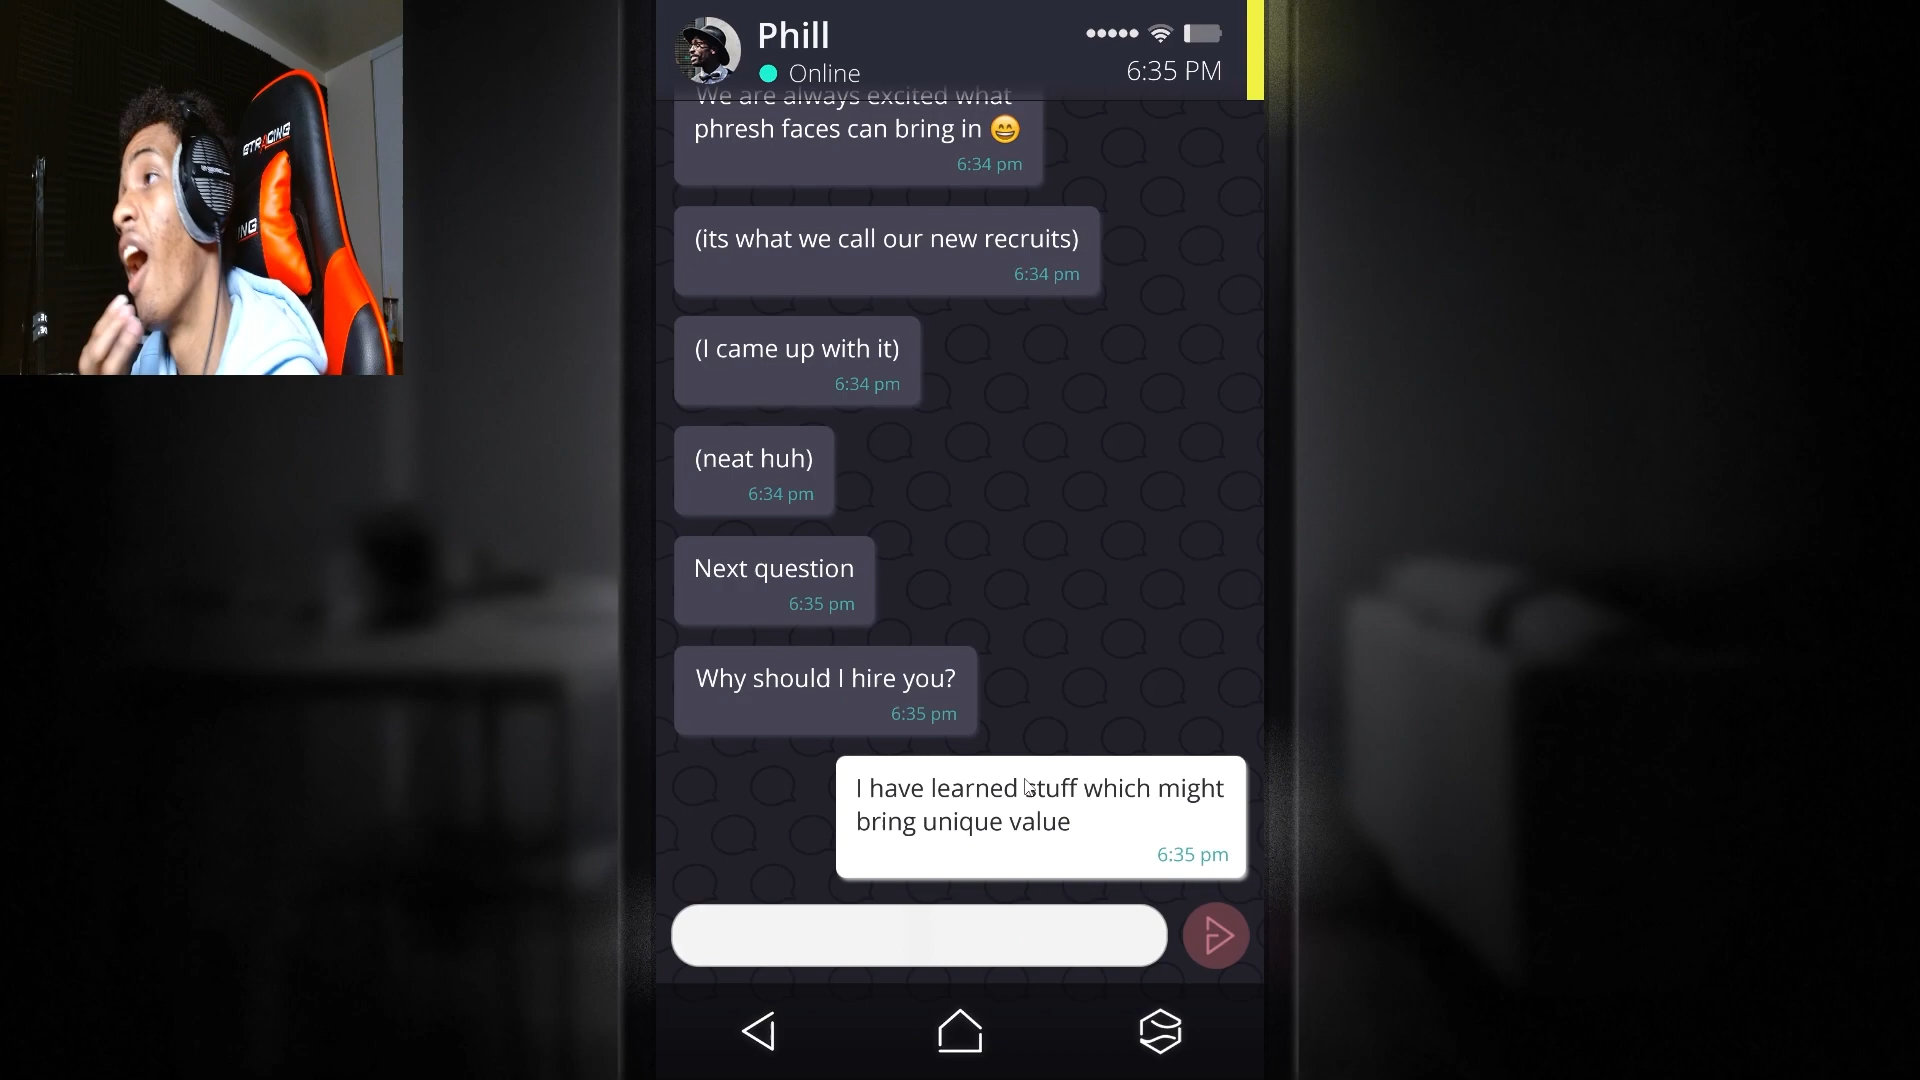 GTRACING
ING
Phill
Online
6:35 PM
We are always excited what
phresh faces can bring in 😄
6:34 pm
(its what we call our new recruits)
6:34 pm
(I came up with it)
6:34 pm
(neat huh)
6:34 pm
Next question
6:35 pm
Why should I hire you?
6:35 pm
I have learned stuff which might
bring unique value
6:35 pm